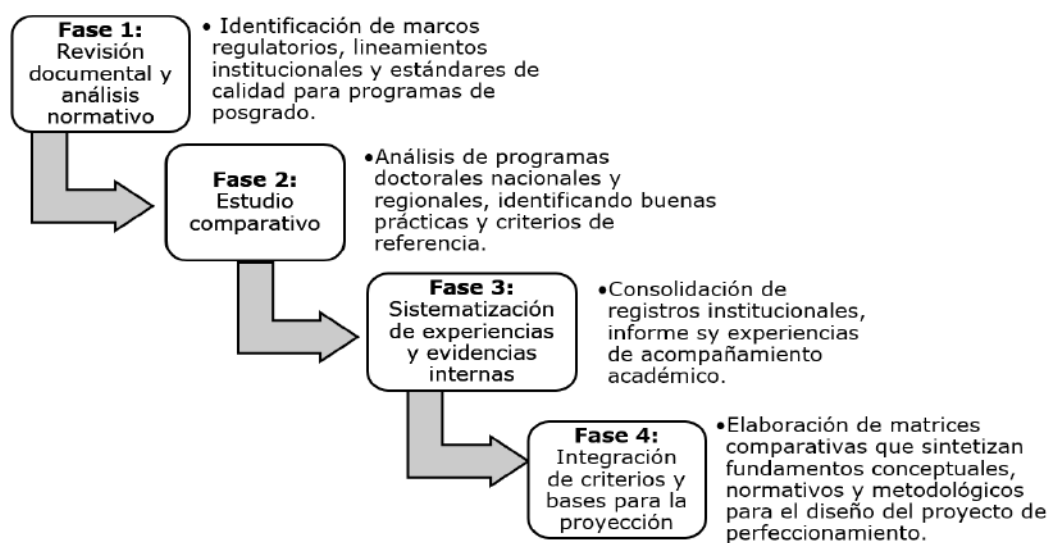 Fase 1:
Revisión
documental y
análisis
normativo
• Identificación de marcos
regulatorios, lineamientos
institucionales y estándares de
calidad para programas de
posgrado.
Fase 2:
Estudio
comparativo
•Análisis de programas
doctorales nacionales y
regionales, identificando buenas
prácticas y criterios de
referencia.
Fase 3:
Sistematización
de experiencias
y evidencias
internas
•Consolidación de
registros institucionales,
informe sy experiencias
de acompañamiento
académico.
Fase 4:
Integración
de criterios y
bases para la
proyección
•Elaboración de matrices
comparativas que sintetizan
fundamentos conceptuales,
normativos y metodológicos
para el diseño del proyecto de
perfeccionamiento.